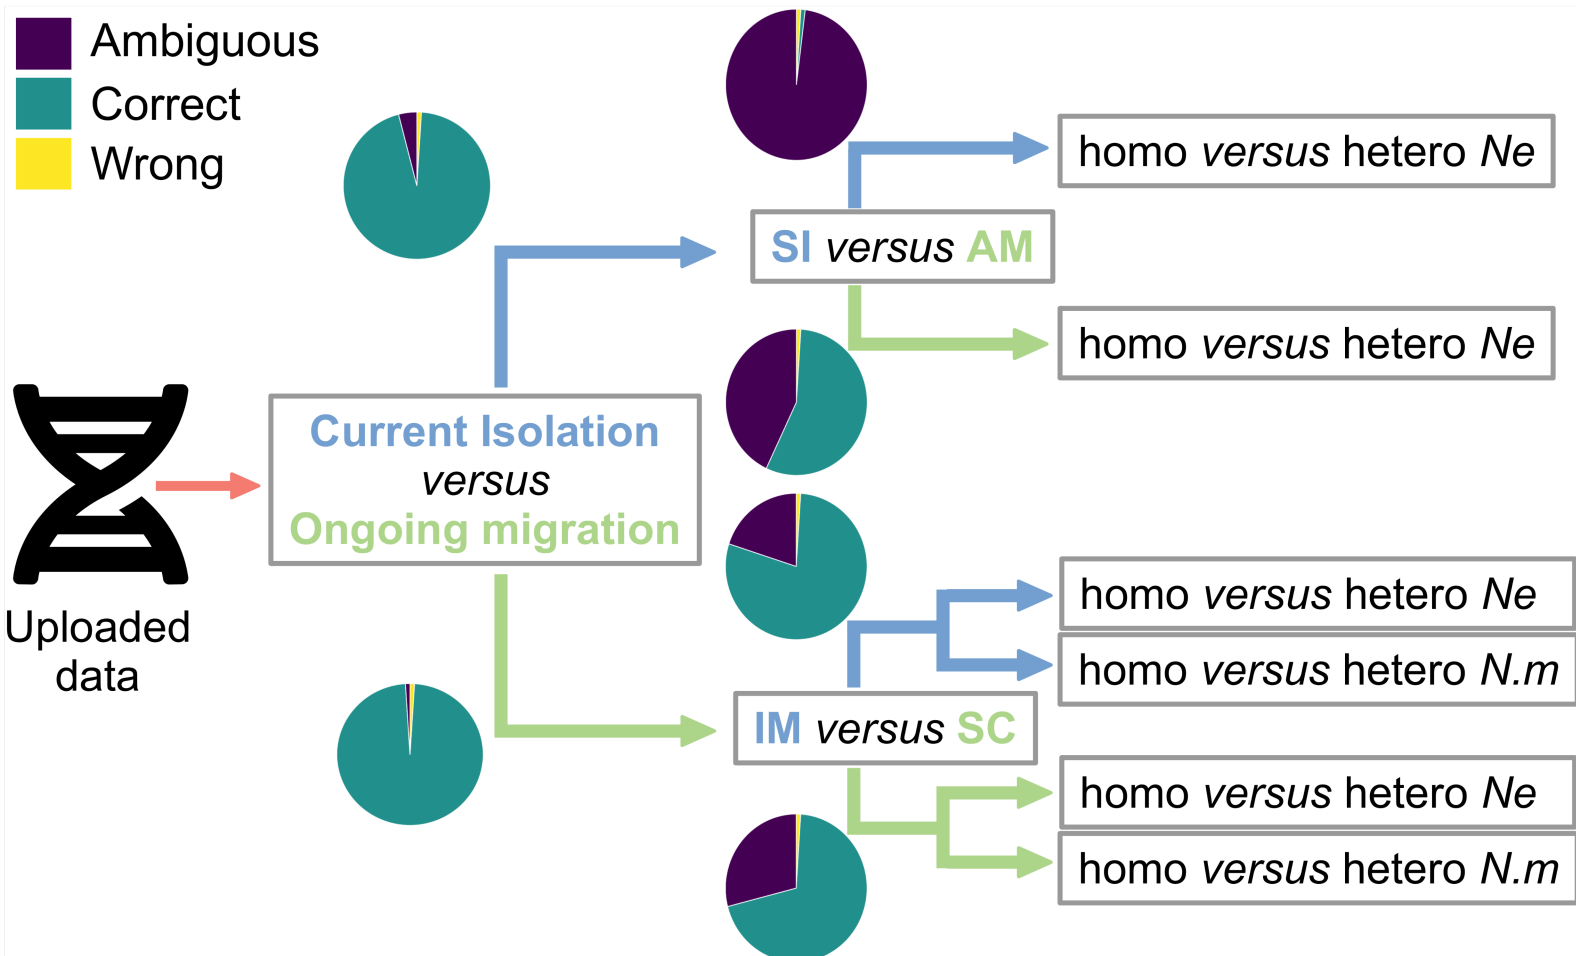 Ambiguous
Correct
Wrong
homo versus hetero Ne
SI versus AM
homo versus hetero Ne
Current Isolation
versus
Ongoing migration
Uploaded
data
homo versus hetero Ne
homo versus hetero N.m
IM versus SC
homo versus hetero Ne
homo versus hetero N.m